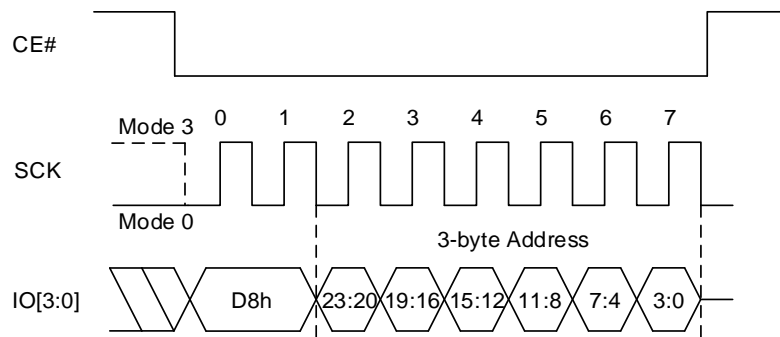 CE#
Mode 3
0 1 2 3 4 5 6 7
SCK
Mode 0
3-byte Address
IO[3:0] D8h 23:20 19:16 15:12 11:8 7:4 3:0